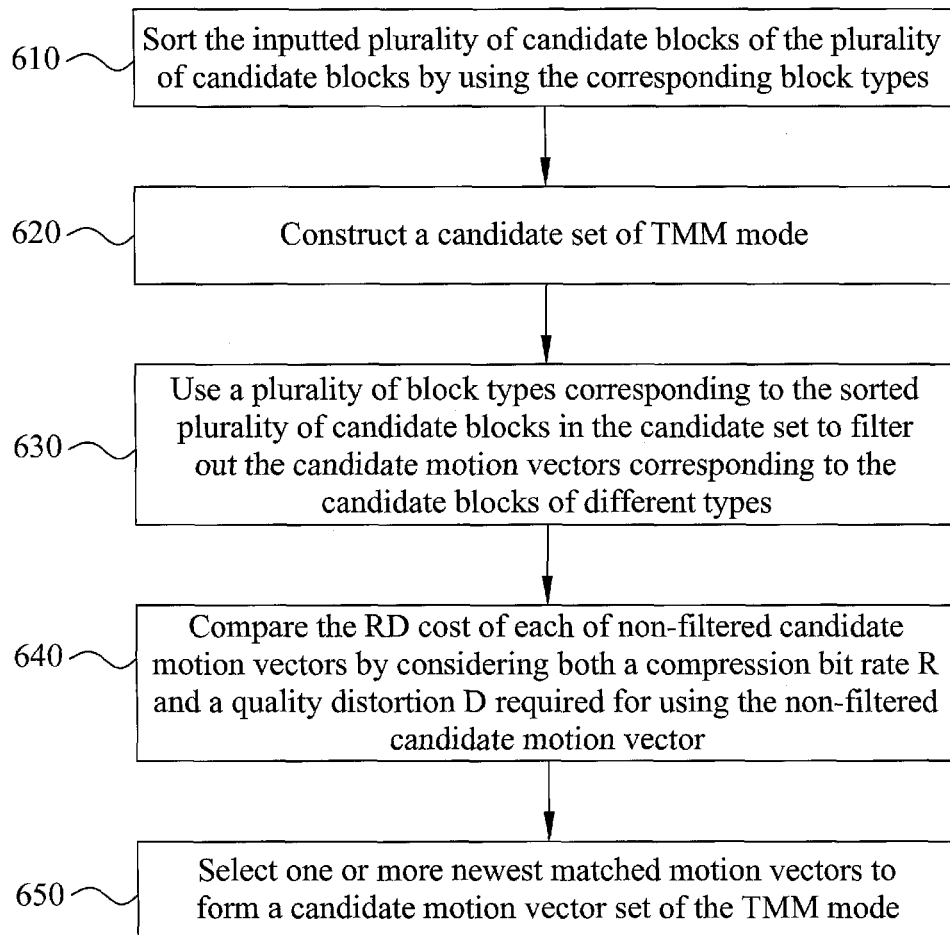 610
Sort the inputted plurality of candidate blocks of the plurality
of candidate blocks by using the corresponding block types
620
Construct a candidate set of TMM mode
630
Use a plurality of block types corresponding to the sorted
plurality of candidate blocks in the candidate set to filter
out the candidate motion vectors corresponding to the
candidate blocks of different types
640
Compare the RD cost of each of non-filtered candidate
motion vectors by considering both a compression bit rate R
and a quality distortion D required for using the non-filtered
candidate motion vector
650
Select one or more newest matched motion vectors to
form a candidate motion vector set of the TMM mode